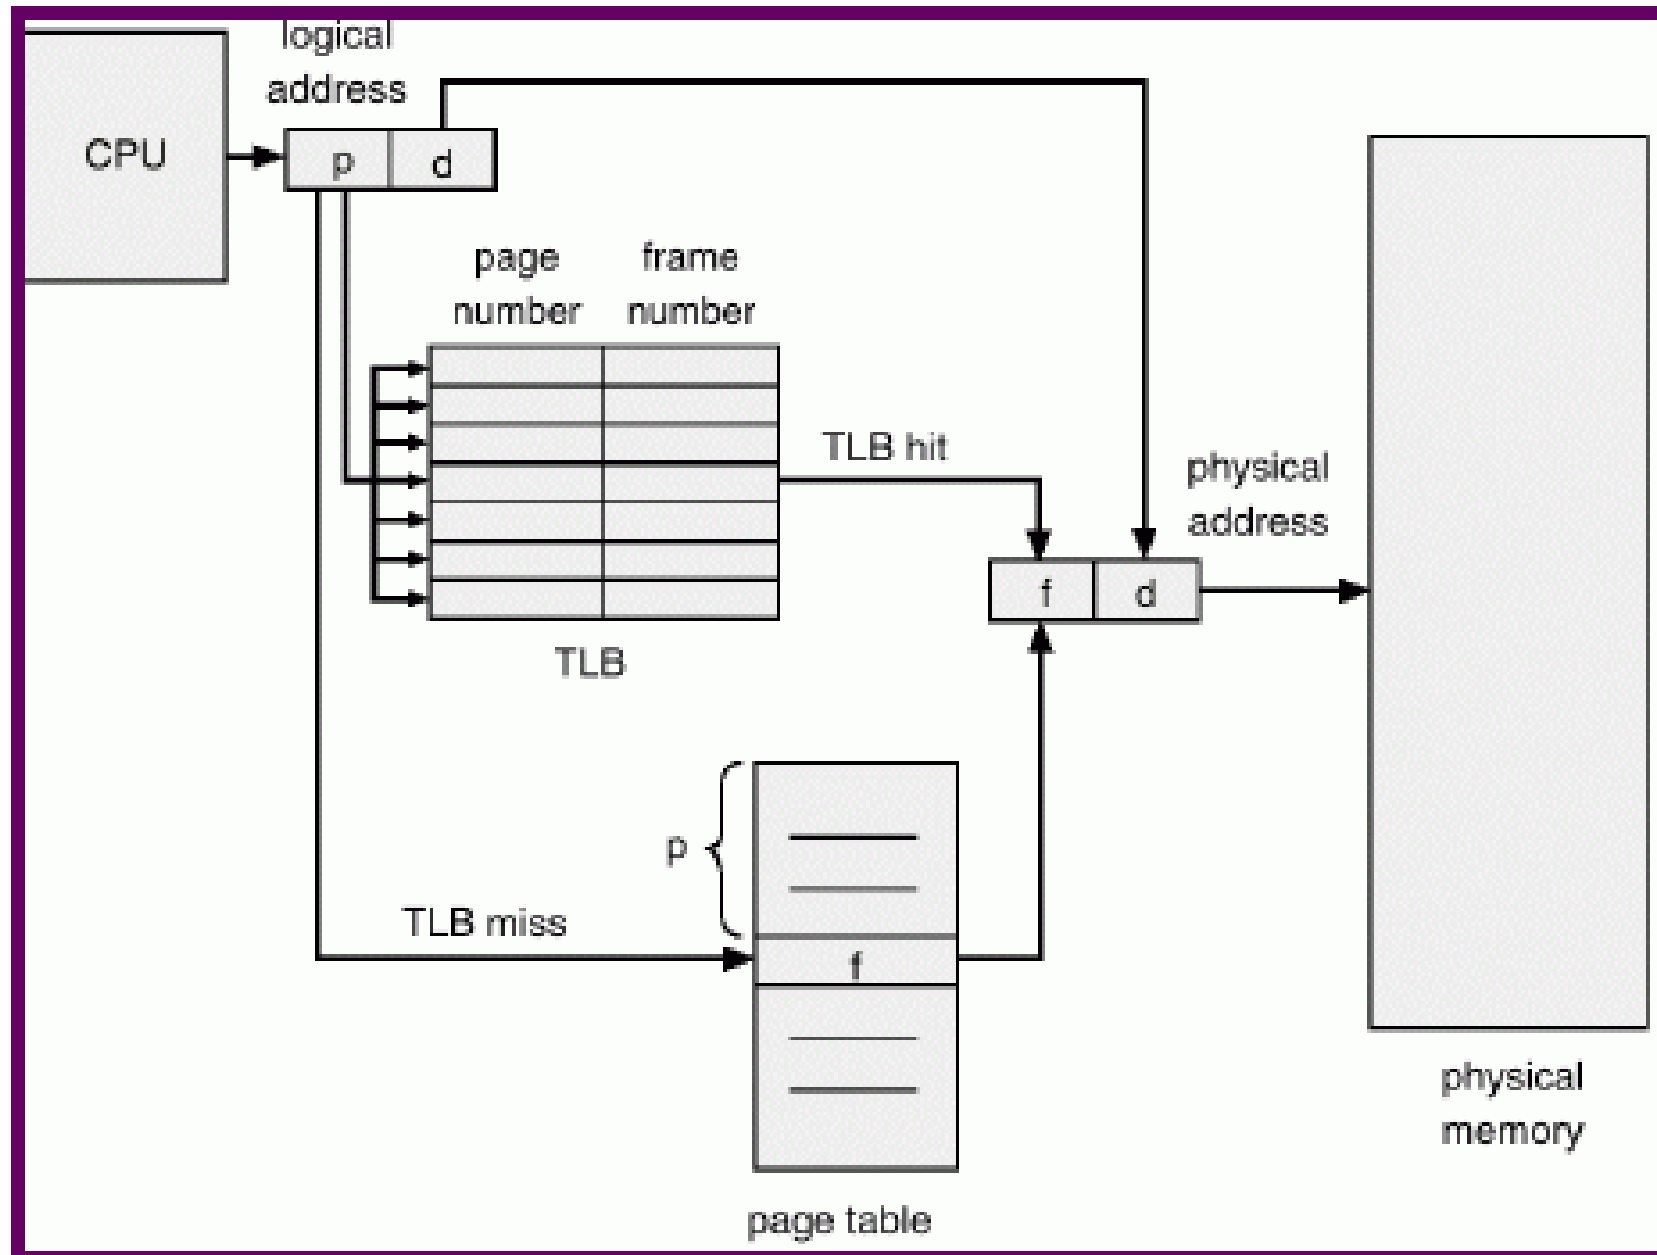 logical
address
CPU
p
d
page
number
frame
number
TLB hit
physical
address
f
d
TLB
p
TLB miss
f
physical
memory
page table